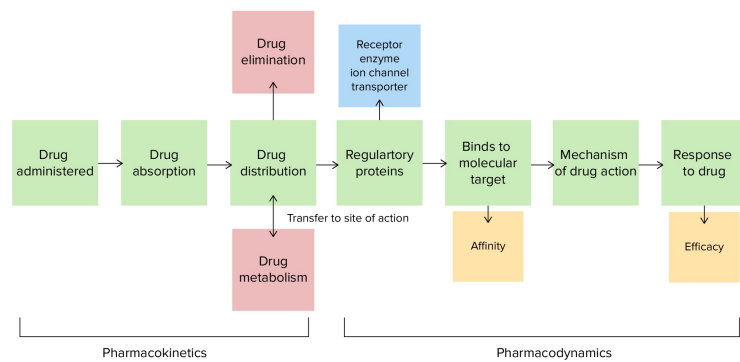 Drug
elimination
Receptor
enzyme
ion channel
transporter
Drug
administered
Drug
absorption
Drug
distribution
Regulartory
proteins
Binds to
molecular
target
Mechanism
of drug action
Response
to drug
Transfer to site of action
Drug
metabolism
Affinity
Efficacy
Pharmacokinetics
Pharmacodynamics